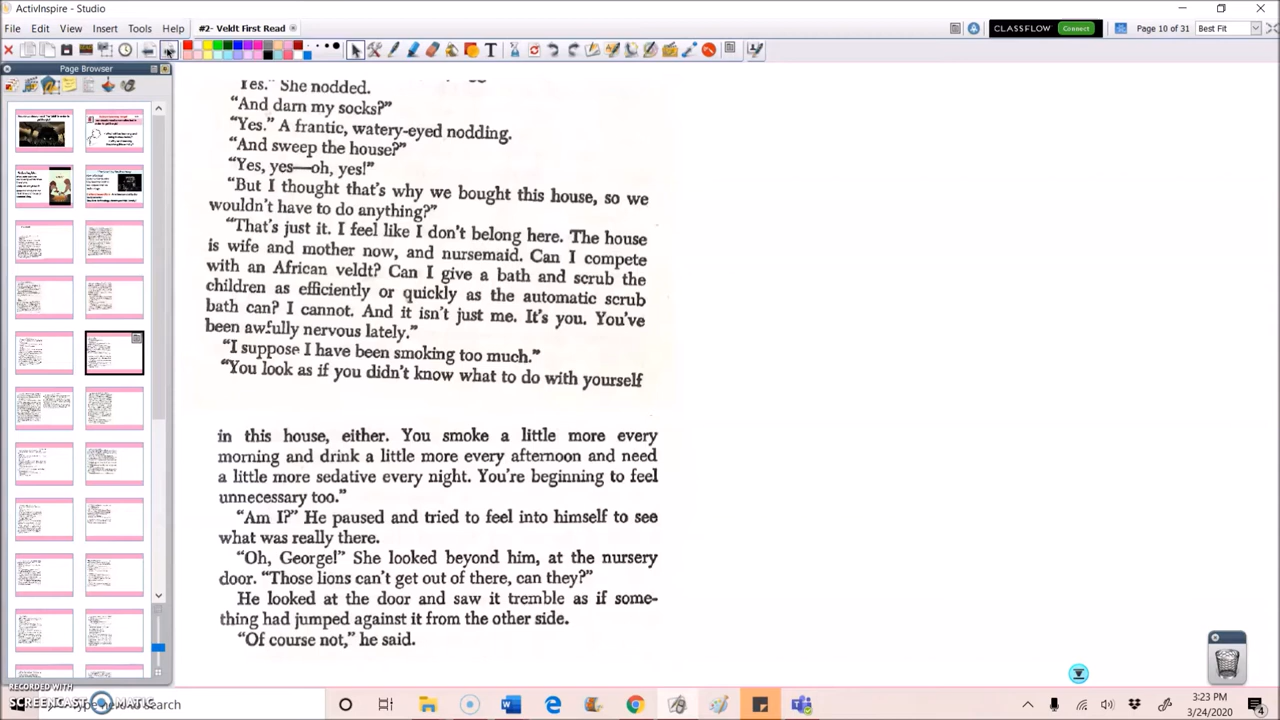 ActivInspire - Studio
File Edit View Insert Tools Help #2- Veldt First Read CLASSFLOW Connect Page 10 of 31 Best Fit
Page Browser
Yes." She nodded.
"And darn my socks?"
"Yes." A frantic, watery-eyed nodding.
"And sweep the house?"
"Yes, yes—oh, yes!"
"But I thought that's why we bought this house, so we
wouldn't have to do anything?"
"That's just it. I feel like I don't belong here. The house
is wife and mother now, and nursemaid. Can I compete
with an African veldt? Can I give a bath and scrub the
children as efficiently or quickly as the automatic scrub
bath can? I cannot. And it isn't just me. It's you. You've
been awfully nervous lately."
"I suppose I have been smoking too much."
"You look as if you didn't know what to do with yourself
in this house, either. You smoke a little more every
morning and drink a little more every afternoon and need
a little more sedative every night. You're beginning to feel
unnecessary too."
"Am I?" He paused and tried to feel into himself to see
what was really there.
"Oh, George!" She looked beyond him, at the nursery
door. "Those lions can't get out of there, can they?"
He looked at the door and saw it tremble as if some-
thing had jumped against it from the other side.
"Of course not," he said.
RECORDED WITH
SCREENCAST MATIC
to search
3:23 PM
3/24/2020
4